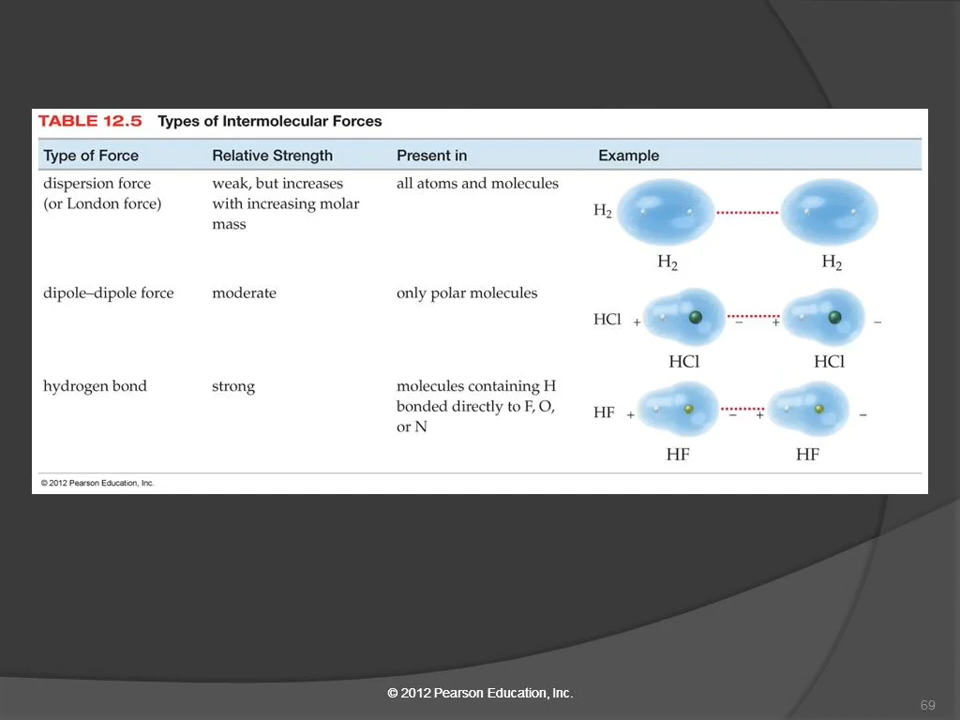 TABLE 12.5 Types of Intermolecular Forces
Type of Force Relative Strength Present in Example
dispersion force
(or London force)
weak, but increases
with increasing molar
mass
all atoms and molecules
H₂
H₂ H₂
dipole–dipole force
moderate
only polar molecules
HCl + − + −
HCl HCl
hydrogen bond
strong
molecules containing H
bonded directly to F, O,
or N
HF + − + −
HF HF
© 2012 Pearson Education, Inc.
© 2012 Pearson Education, Inc.
69